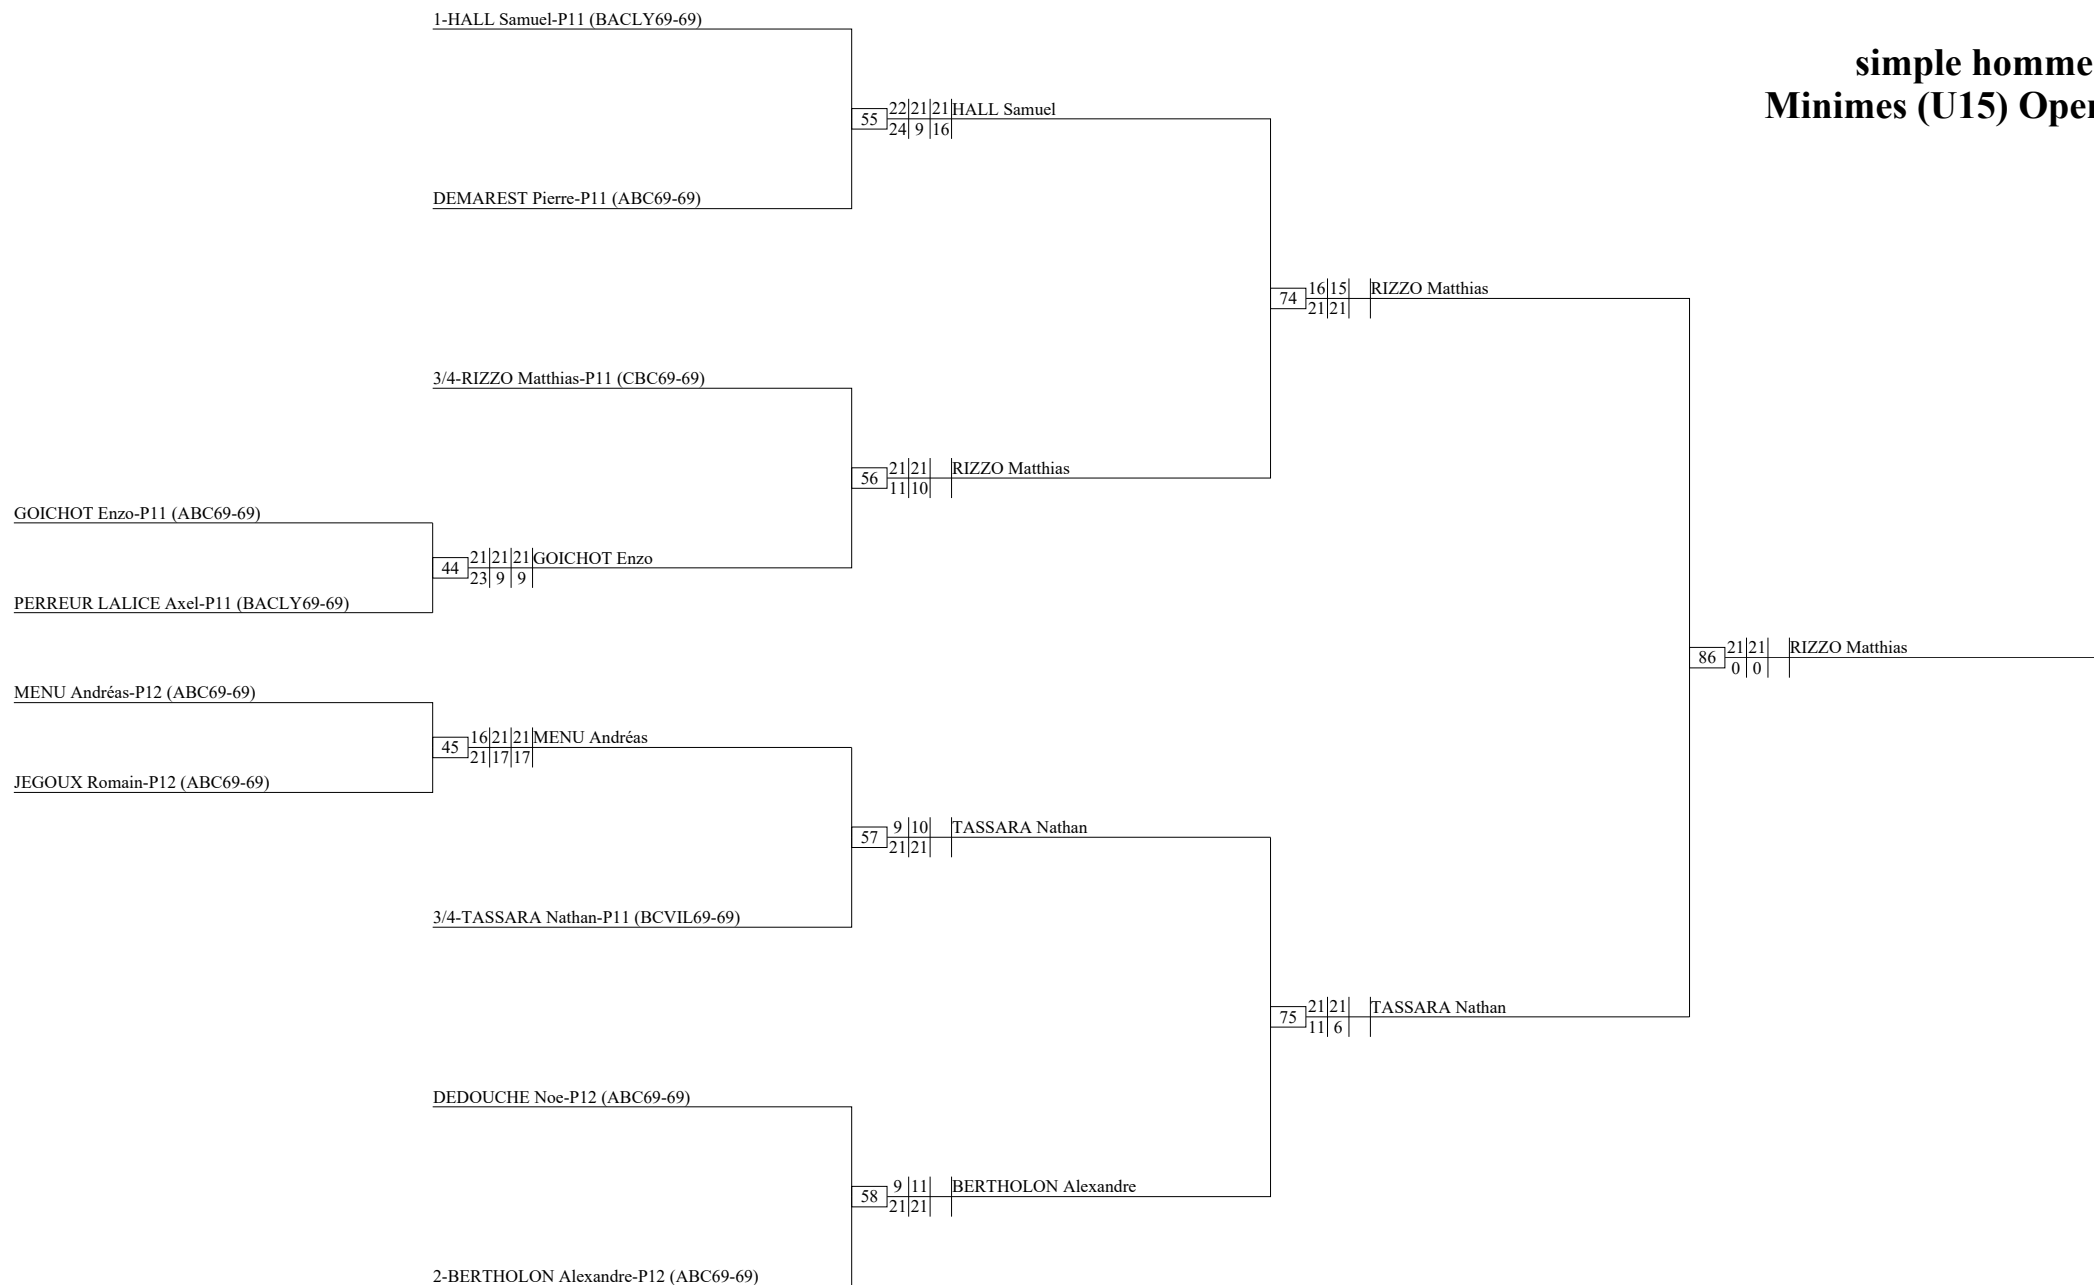 1-HALL Samuel-P11 (BACLY69-69)
simple homme
Minimes (U15) Open
55 22 21 21 HALL Samuel
24 9 16
DEMAREST Pierre-P11 (ABC69-69)
74 16 15 RIZZO Matthias
21 21
3/4-RIZZO Matthias-P11 (CBC69-69)
56 21 21 RIZZO Matthias
11 10
GOICHOT Enzo-P11 (ABC69-69)
44 21 21 21 GOICHOT Enzo
23 9 9
PERREUR LALICE Axel-P11 (BACLY69-69)
86 21 21 RIZZO Matthias
0 0
MENU Andréas-P12 (ABC69-69)
45 16 21 21 MENU Andréas
21 17 17
JEGOUX Romain-P12 (ABC69-69)
57 9 10 TASSARA Nathan
21 21
3/4-TASSARA Nathan-P11 (BCVIL69-69)
75 21 21 TASSARA Nathan
11 6
DEDOUCHE Noe-P12 (ABC69-69)
58 9 11 BERTHOLON Alexandre
21 21
2-BERTHOLON Alexandre-P12 (ABC69-69)